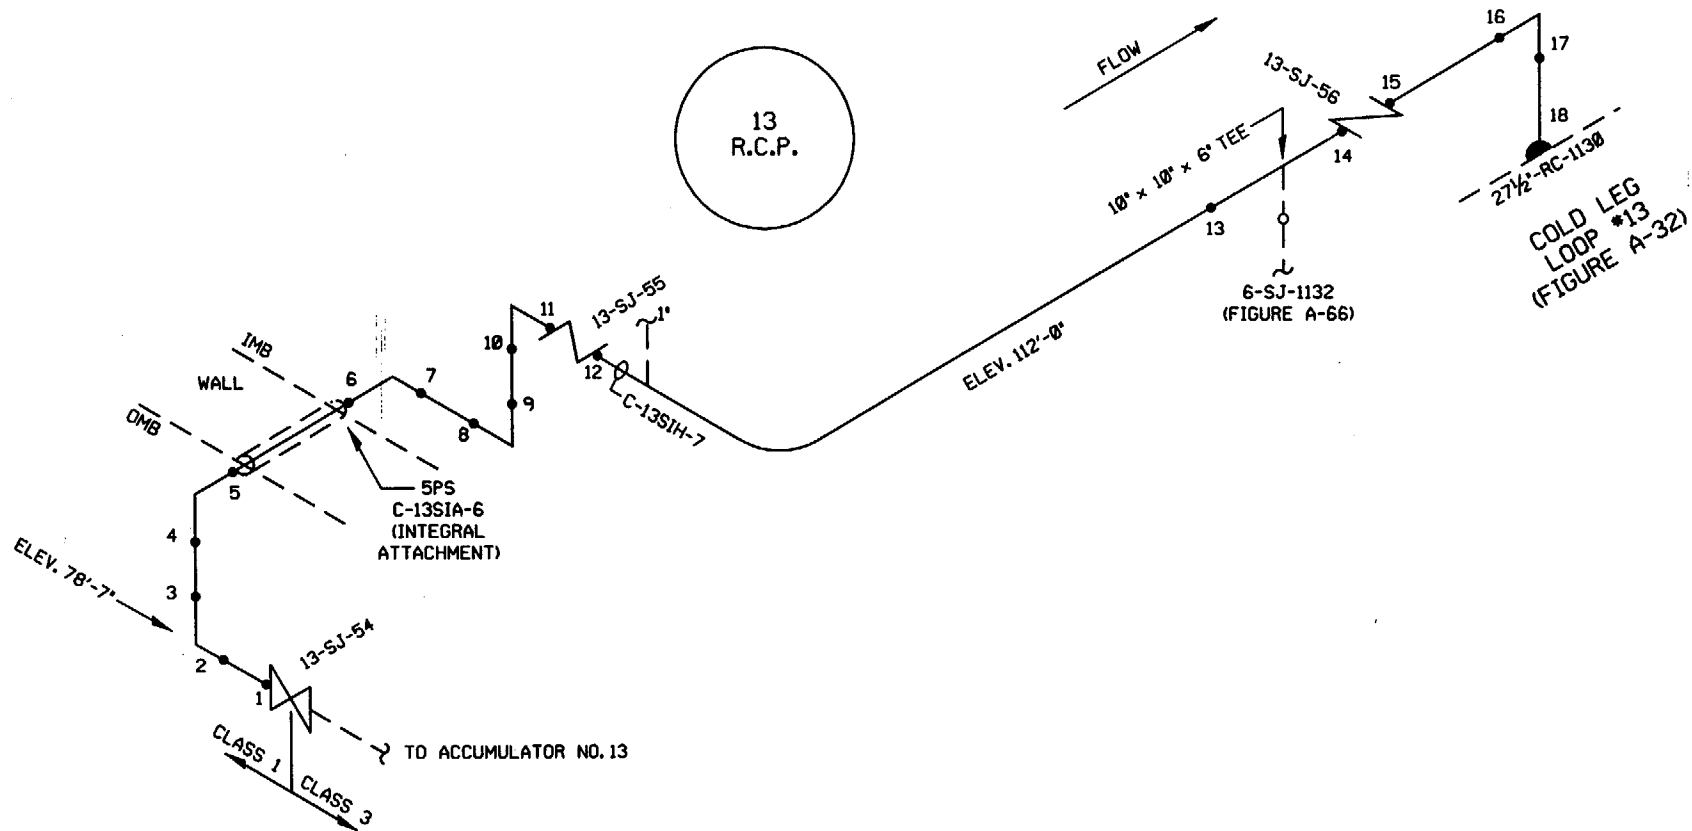 16
FLOW
17
13-SJ-56
15
13
R.C.P.
18
14
10" × 10" × 6" TEE
27½"-RC-1130
COLD LEG
LOOP #13
(FIGURE A-32)
13
6-SJ-1132
(FIGURE A-66)
13-SJ-55
11
1"
10
12
ELEV. 112'-0"
IMB
WALL
6
7
9
C-13SIH-7
OMB
8
5
5PS
C-13SIA-6
(INTEGRAL
ATTACHMENT)
4
ELEV. 78'-7"
3
13-SJ-54
2
1
TO ACCUMULATOR NO. 13
CLASS 1
CLASS 3